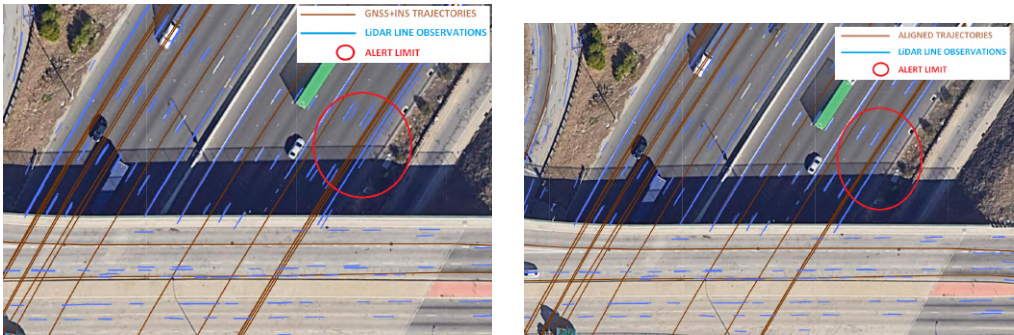 GNSS+INS TRAJECTORIES
LiDAR LINE OBSERVATIONS
ALERT LIMIT
ALIGNED TRAJECTORIES
LiDAR LINE OBSERVATIONS
ALERT LIMIT